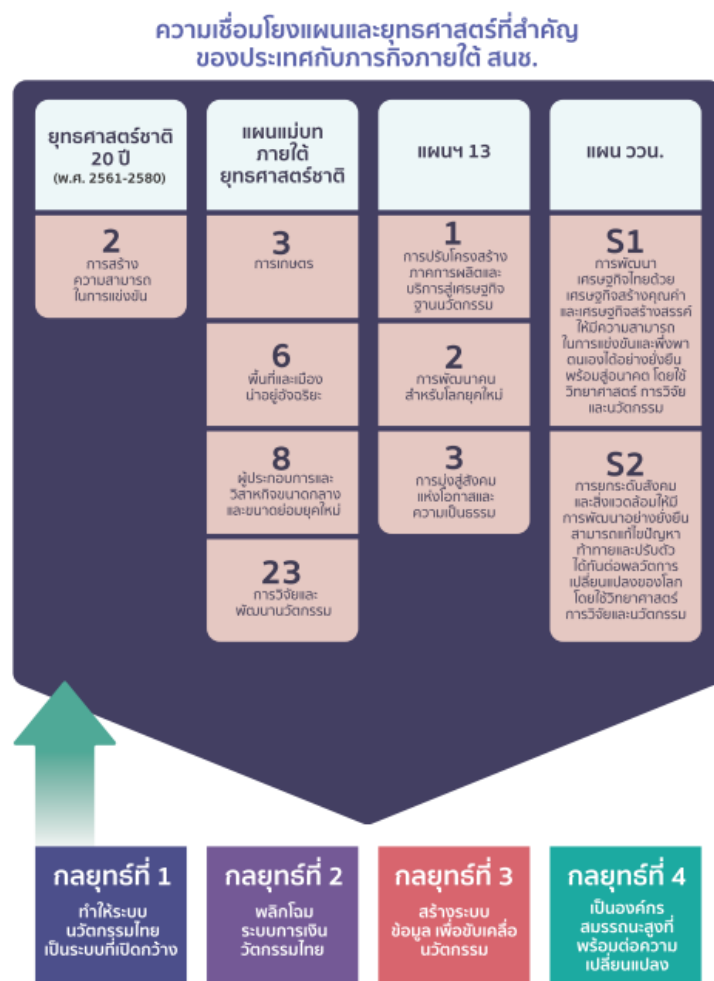 ความเชื่อมโยงแผนและยุทธศาสตร์ที่สำคัญ
ของประเทศกับภารกิจภายใต้ สนช.
ยุทธศาสตร์ชาติ
20 ปี
(พ.ศ. 2561-2580)
2
การสร้าง
ความสามารถ
ในการแข่งขัน
แผนแม่บท
ภายใต้
ยุทธศาสตร์ชาติ
3
การเกษตร
6
พื้นที่และเมือง
น่าอยู่อัจฉริยะ
8
ผู้ประกอบการและ
วิสาหกิจขนาดกลาง
และขนาดย่อมยุคใหม่
23
การวิจัยและ
พัฒนานวัตกรรม
แผนฯ 13
1
การปรับโครงสร้าง
ภาคการผลิตและ
บริการสู่เศรษฐกิจ
ฐานนวัตกรรม
2
การพัฒนาคน
สำหรับโลกยุคใหม่
3
การมุ่งสู่สังคม
แห่งโอกาสและ
ความเป็นธรรม
แผน ววน.
S1
การพัฒนา
เศรษฐกิจไทยด้วย
เศรษฐกิจสร้างคุณค่า
และเศรษฐกิจสร้างสรรค์
ให้มีความสามารถ
ในการแข่งขันและพึ่งพา
ตนเองได้อย่างยั่งยืน
พร้อมสู่อนาคต โดยใช้
วิทยาศาสตร์ การวิจัย
และนวัตกรรม
S2
การยกระดับสังคม
และสิ่งแวดล้อมให้มี
การพัฒนาอย่างยั่งยืน
สามารถแก้ไขปัญหา
ท้าทายและปรับตัว
ได้ทันต่อพลวัตการ
เปลี่ยนแปลงของโลก
โดยใช้วิทยาศาสตร์
การวิจัยและนวัตกรรม
กลยุทธ์ที่ 1
ทำให้ระบบ
นวัตกรรมไทย
เป็นระบบที่เปิดกว้าง
กลยุทธ์ที่ 2
พลิกโฉม
ระบบการเงิน
วัตกรรมไทย
กลยุทธ์ที่ 3
สร้างระบบ
ข้อมูล เพื่อขับเคลื่อ
นวัตกรรม
กลยุทธ์ที่ 4
เป็นองค์กร
สมรรถนะสูงที่
พร้อมต่อความ
เปลี่ยนแปลง